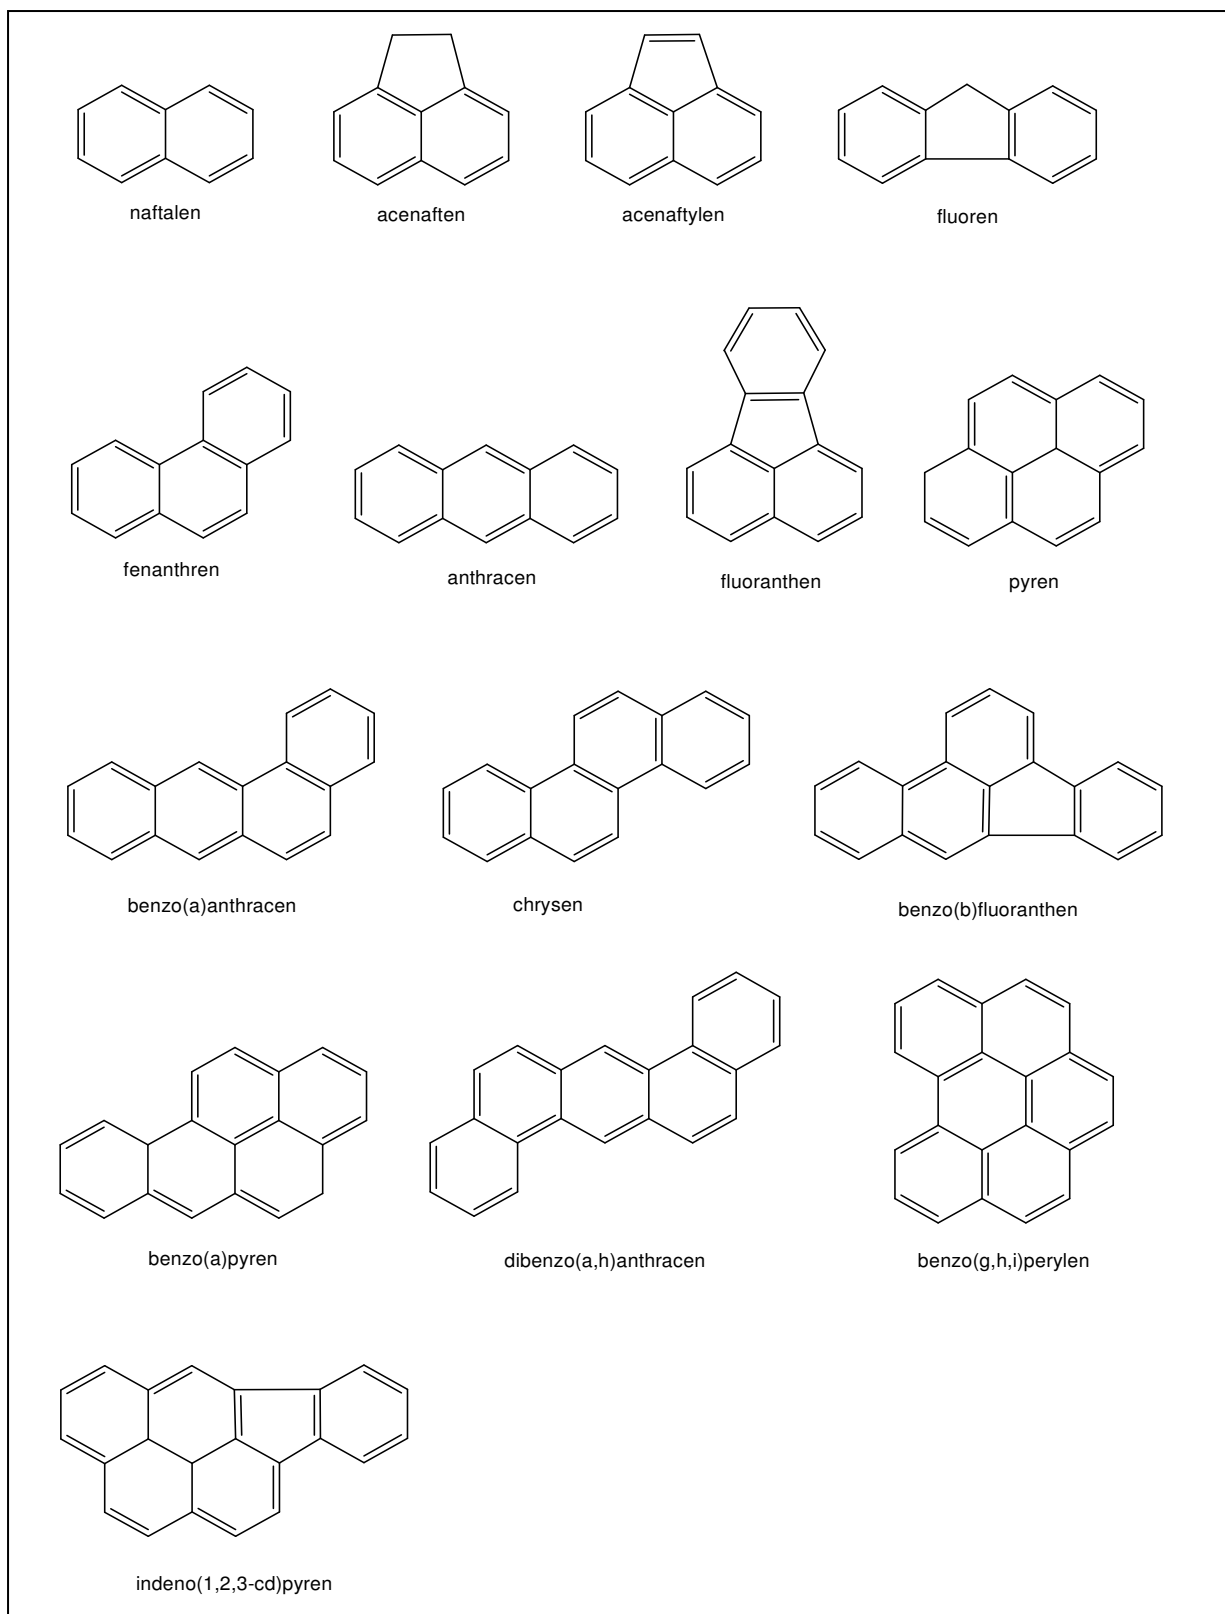 naftalen
acenaften
acenaftylen
fluoren
fenanthren
anthracen
fluoranthen
pyren
benzo(a)anthracen
chrysen
benzo(b)fluoranthen
benzo(a)pyren
dibenzo(a,h)anthracen
benzo(g,h,i)perylen
indeno(1,2,3-cd)pyren